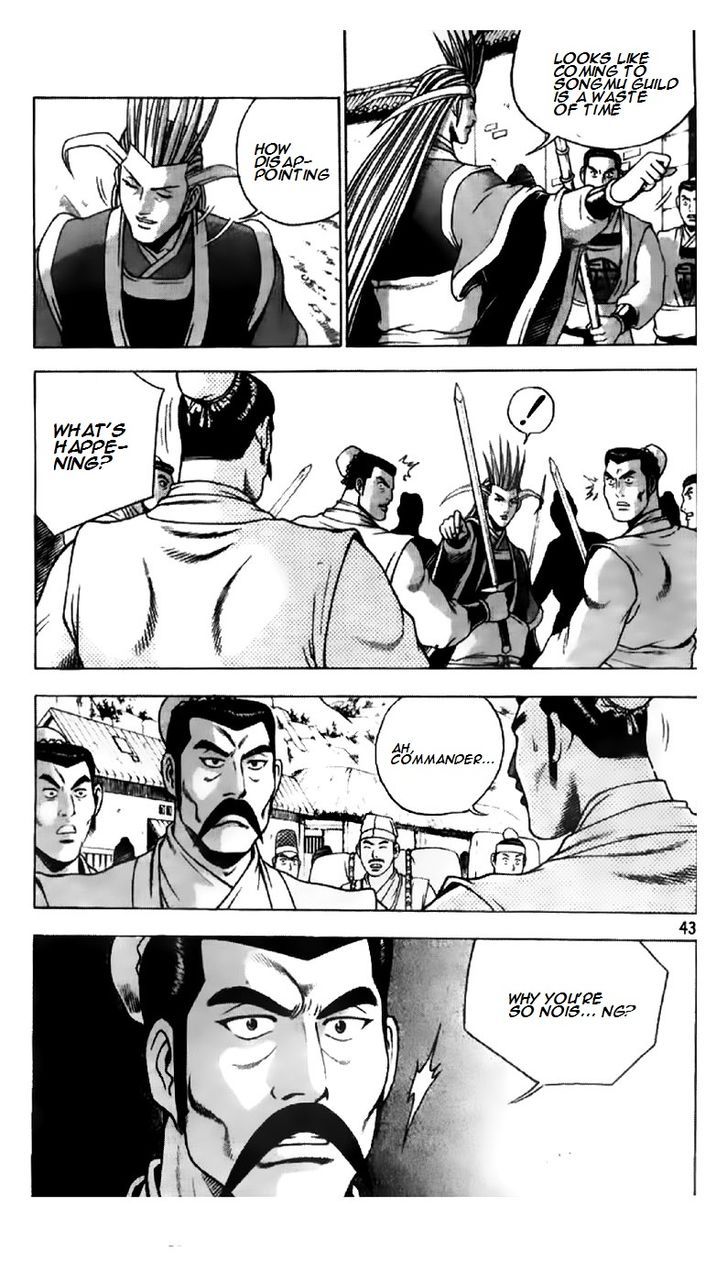 HOW
DISAP-
POINTING
LOOKS LIKE
COMING TO
SONGMU GUILD
IS A WASTE
OF TIME
WHAT'S
HAPPE-
NING?
!
AH,
COMMANDER...
43
WHY YOU'RE
SO NOIS... NG?